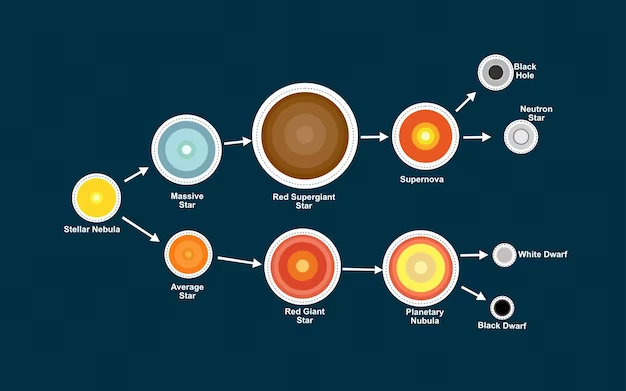 Black
Hole
Neutron
Star
Massive
Star
Red Supergiant
Star
Supernova
Stellar Nebula
White Dwarf
Average
Star
Red Giant
Star
Planetary
Nubula
Black Dwarf